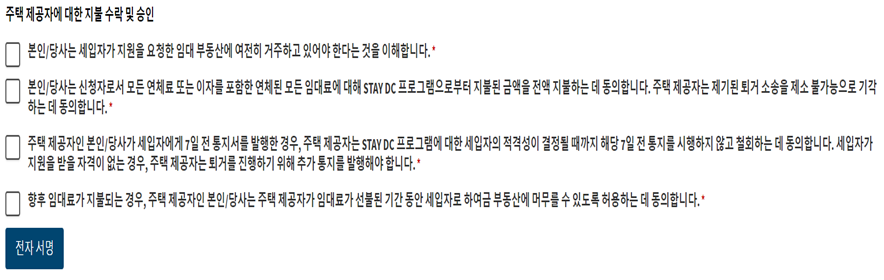 주택 제공자에 대한 지불 수락 및 승인
본인/당사는 세입자가 지원을 요청한 임대 부동산에 여전히 거주하고 있어야 한다는 것을 이해합니다. *
본인/당사는 신청자로서 모든 연체료 또는 이자를 포함한 연체된 모든 임대료에 대해 STAY DC 프로그램으로부터 지불된 금액을 전액 지불하는 데 동의합니다. 주택 제공자는 제기된 퇴거 소송을 제소 불가능으로 기각
하는 데 동의합니다. *
주택 제공자인 본인/당사가 세입자에게 7일 전 통지서를 발행한 경우, 주택 제공자는 STAY DC 프로그램에 대한 세입자의 적격성이 결정될 때까지 해당 7일 전 통지를 시행하지 않고 철회하는 데 동의합니다. 세입자가
지원을 받을 자격이 없는 경우, 주택 제공자는 퇴거를 진행하기 위해 추가 통지를 발행해야 합니다. *
향후 임대료가 지불되는 경우, 주택 제공자인 본인/당사는 주택 제공자가 임대료가 선불된 기간 동안 세입자로 하여금 부동산에 머무를 수 있도록 허용하는 데 동의합니다. *
전자 서명